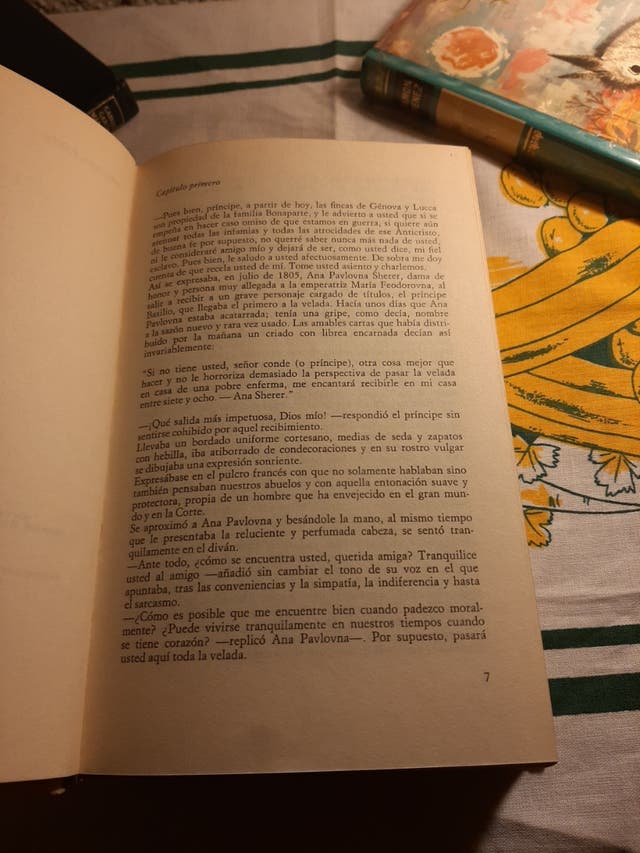 Capítulo primero
—Pues bien, príncipe, a partir de hoy, las fincas de Génova y Lucca
son propiedad de la familia Bonaparte, y le advierto a usted que si se
empeña en hacer caso omiso de que estamos en guerra, si quiere aún
atenuar todas las infamias y todas las atrocidades de ese Anticristo,
de buena fe por supuesto, no querré saber nunca más nada de usted,
ni le consideraré amigo mío y dejará de ser, como usted dice, mi fiel
esclavo. Pues bien, le saludo a usted afectuosamente. De sobra me doy
cuenta de que recela usted de mí. Tome usted asiento y charlemos.
Así se expresaba, en julio de 1805, Ana Pavlovna Sherer, dama de
honor y persona muy allegada a la emperatriz María Feodorovna, al
salir a recibir a un grave personaje cargado de títulos, el príncipe
Basilio, que llegaba el primero a la velada. Hacía unos días que Ana
Pavlovna estaba acatarrada; tenía una gripe, como decía, nombre
a la sazón nuevo y rara vez usado. Las amables cartas que había distri-
buido por la mañana un criado con librea encarnada decían así
invariablemente:
"Si no tiene usted, señor conde (o príncipe), otra cosa mejor que
hacer y no le horroriza demasiado la perspectiva de pasar la velada
en casa de una pobre enferma, me encantará recibirle en mi casa
entre siete y ocho. — Ana Sherer."
—¡Qué salida más impetuosa, Dios mío! —respondió el príncipe sin
sentirse cohibido por aquel recibimiento.
Llevaba un bordado uniforme cortesano, medias de seda y zapatos
con hebilla, iba atiborrado de condecoraciones y en su rostro vulgar
se dibujaba una expresión sonriente.
Expresábase en el pulcro francés con que no solamente hablaban sino
también pensaban nuestros abuelos y con aquella entonación suave y
protectora, propia de un hombre que ha envejecido en el gran mun-
do y en la Corte.
Se aproximó a Ana Pavlovna y besándole la mano, al mismo tiempo
que le presentaba la reluciente y perfumada cabeza, se sentó tran-
quilamente en el diván.
—Ante todo, ¿cómo se encuentra usted, querida amiga? Tranquilice
usted al amigo —añadió sin cambiar el tono de su voz en el que
apuntaba, tras las conveniencias y la simpatía, la indiferencia y hasta
el sarcasmo.
—¿Cómo es posible que me encuentre bien cuando padezco moral-
mente? ¿Puede vivirse tranquilamente en nuestros tiempos cuando
se tiene corazón? —replicó Ana Pavlovna—. Por supuesto, pasará
usted aquí toda la velada.
7